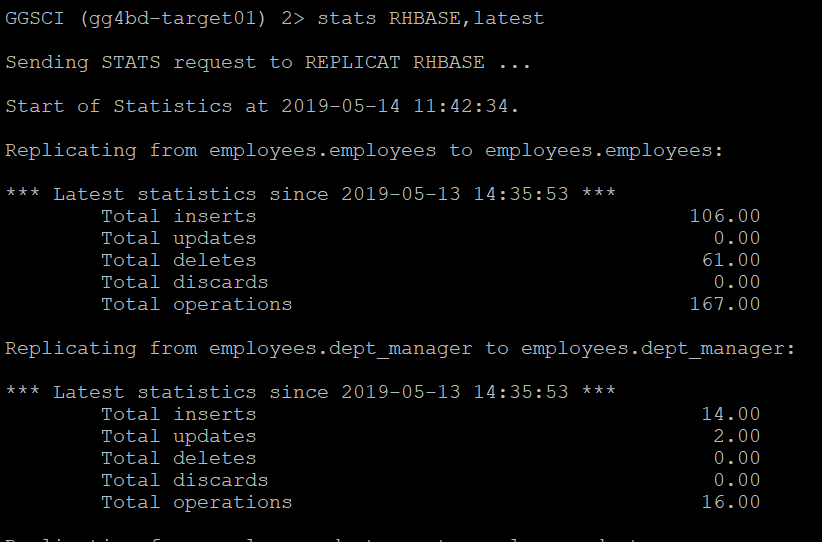 GGSCI (gg4bd-target01) 2> stats RHBASE,latest
Sending STATS request to REPLICAT RHBASE ...
Start of Statistics at 2019-05-14 11:42:34.
Replicating from employees.employees to employees.employees:
*** Latest statistics since 2019-05-13 14:35:53 ***
Total inserts 106.00
Total updates 0.00
Total deletes 61.00
Total discards 0.00
Total operations 167.00
Replicating from employees.dept_manager to employees.dept_manager:
*** Latest statistics since 2019-05-13 14:35:53 ***
Total inserts 14.00
Total updates 2.00
Total deletes 0.00
Total discards 0.00
Total operations 16.00